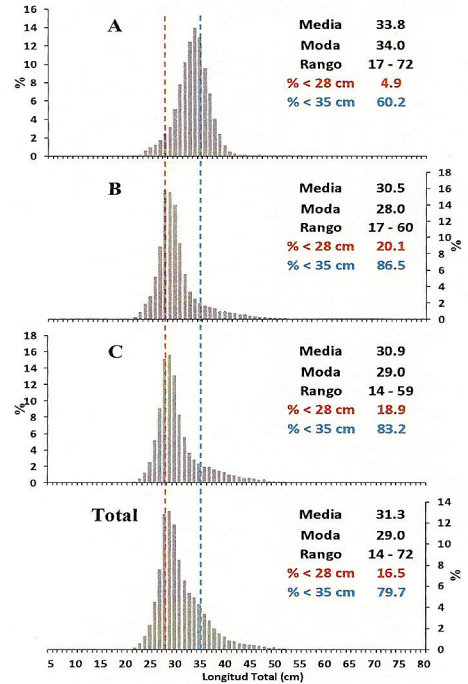 16
14
12
10
8
6
4
2
0
%
A
Media 33.8
Moda 34.0
Rango 17 - 72
% < 28 cm 4.9
% < 35 cm 60.2
B
Media 30.5
Moda 28.0
Rango 17 - 60
% < 28 cm 20.1
% < 35 cm 86.5
18
16
14
12
10
8
6
4
2
0
%
18
16
14
12
10
8
6
4
2
0
%
C
Media 30.9
Moda 29.0
Rango 14 - 59
% < 28 cm 18.9
% < 35 cm 83.2
Total
Media 31.3
Moda 29.0
Rango 14 - 72
% < 28 cm 16.5
% < 35 cm 79.7
14
12
10
8
6
4
2
0
%
5 10 15 20 25 30 35 40 45 50 55 60 65 70 75 80
Longitud Total (cm)